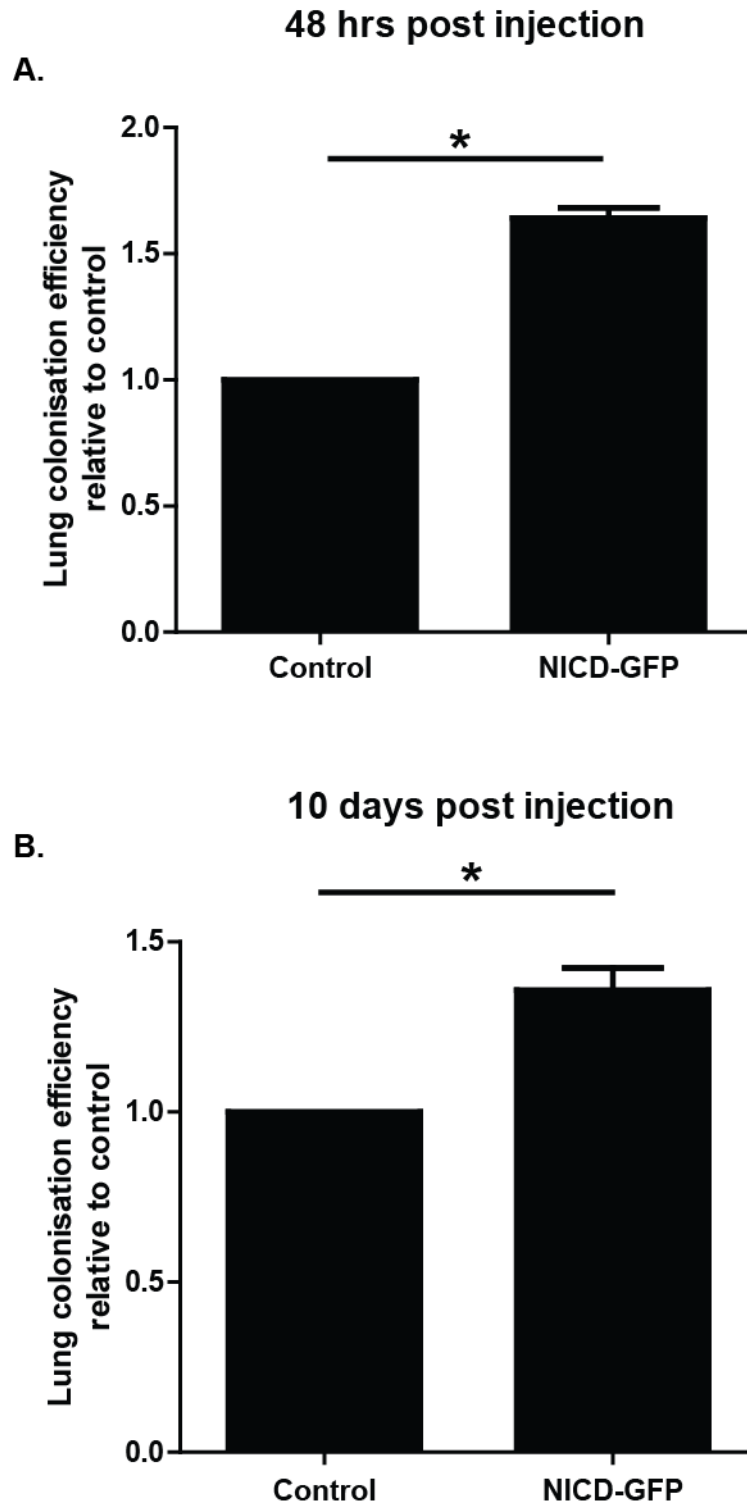 48 hrs post injection
A.
Lung colonisation efficiency
relative to control
2.0
*
1.5
1.0
0.5
0.0
Control NICD-GFP
10 days post injection
B.
Lung colonisation efficiency
relative to control
*
1.5
1.0
0.5
0.0
Control NICD-GFP